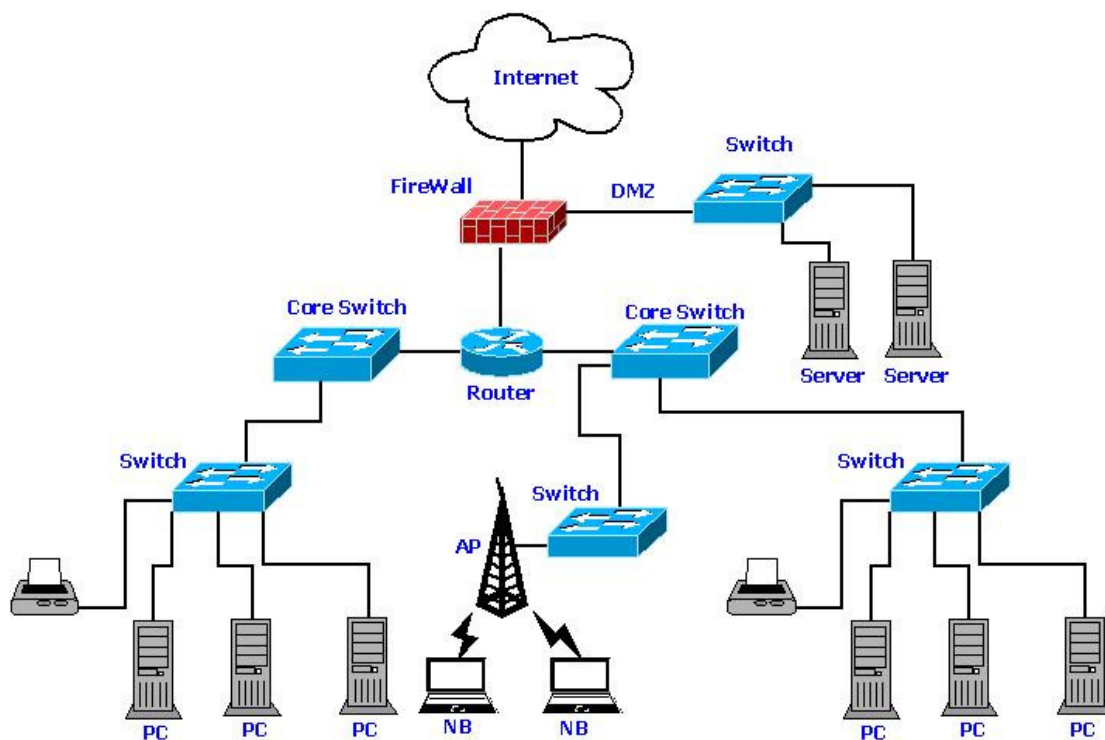 Internet
Switch
FireWall
DMZ
Core Switch
Core Switch
Router
Server
Server
Switch
Switch
Switch
AP
PC
PC
PC
NB
NB
PC
PC
PC